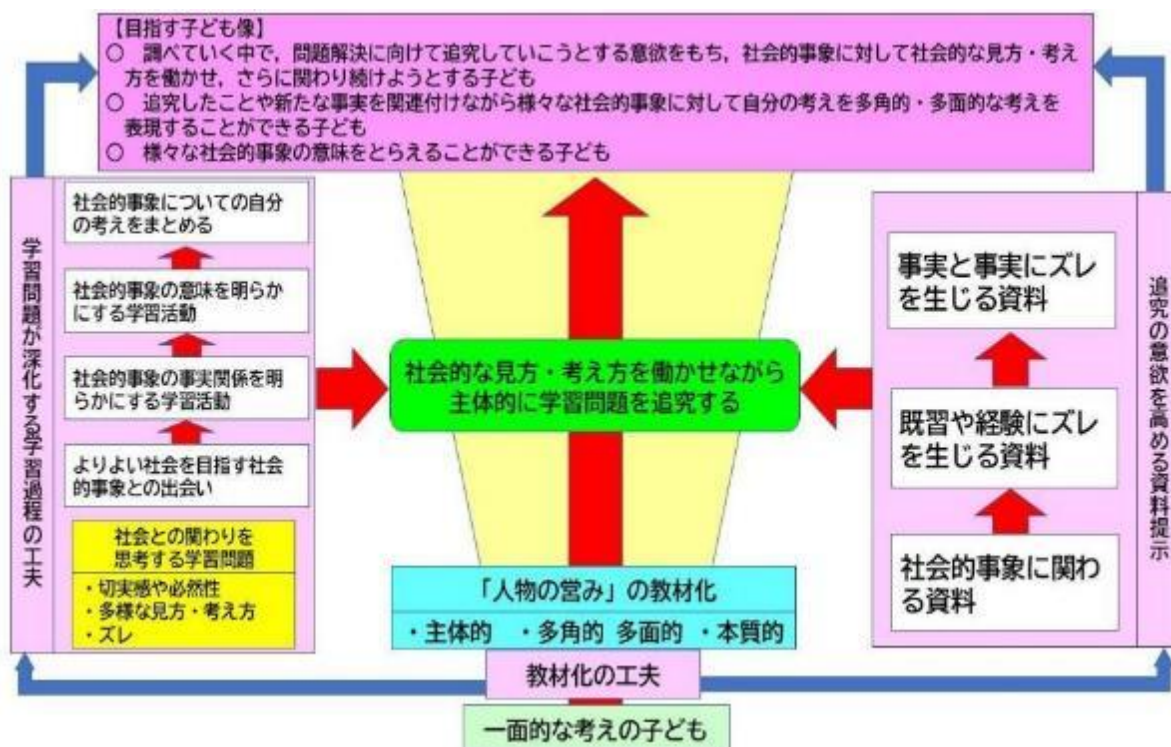 【目指す子ども像】
○　調べていく中で，問題解決に向けて追究していこうとする意欲をもち，社会的事象に対して社会的な見方・考え
方を働かせ，さらに関わり続けようとする子ども
○　追究したことや新たな事実を関連付けながら様々な社会的事象に対して自分の考えを多角的・多面的な考えを
表現することができる子ども
○　様々な社会的事象の意味をとらえることができる子ども
学習問題が深化する学習過程の工夫
社会的事象についての自分
の考えをまとめる
社会的事象の意味を明らか
にする学習活動
社会的事象の事実関係を明
らかにする学習活動
よりよい社会を目指す社会
的事象との出会い
社会との関わりを
思考する学習問題
・切実感や必然性
・多様な見方・考え方
・ズレ
社会的な見方・考え方を働かせながら
主体的に学習問題を追究する
「人物の営み」の教材化
・主体的　・多角的 多面的　・本質的
教材化の工夫
一面的な考えの子ども
事実と事実にズレ
を生じる資料
既習や経験にズレ
を生じる資料
社会的事象に関わ
る資料
追究の意欲を高める資料提示